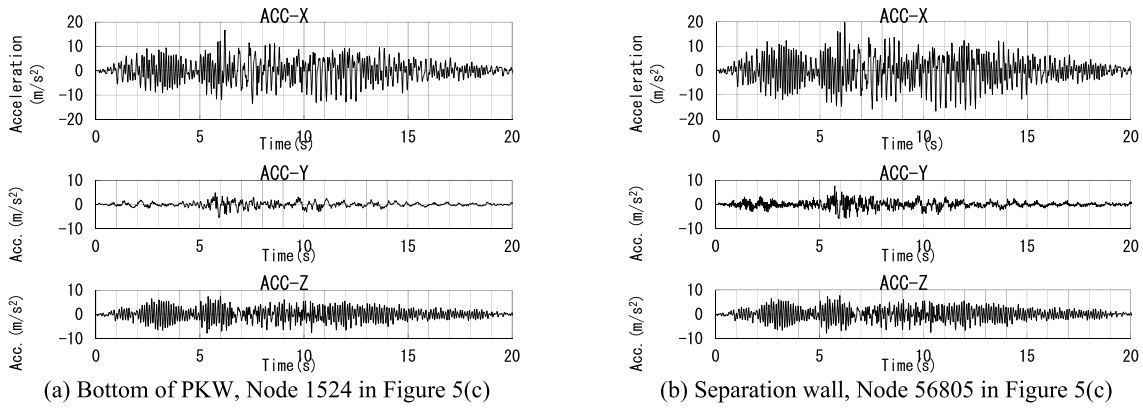 ACC-X
20
10
0
-10
-20
Acceleration
(m/s²)
0 5 10 15 20
Time(s)
ACC-Y
10
0
-10
Acc. (m/s²)
0 5 10 15 20
Time(s)
ACC-Z
10
0
-10
Acc. (m/s²)
0 5 10 15 20
Time(s)
(a) Bottom of PKW, Node 1524 in Figure 5(c)
ACC-X
20
10
0
-10
-20
Acceleration
(m/s²)
0 5 10 15 20
Time(s)
ACC-Y
10
0
-10
Acc. (m/s²)
0 5 10 15 20
Time(s)
ACC-Z
10
0
-10
Acc. (m/s²)
0 5 10 15 20
Time(s)
(b) Separation wall, Node 56805 in Figure 5(c)